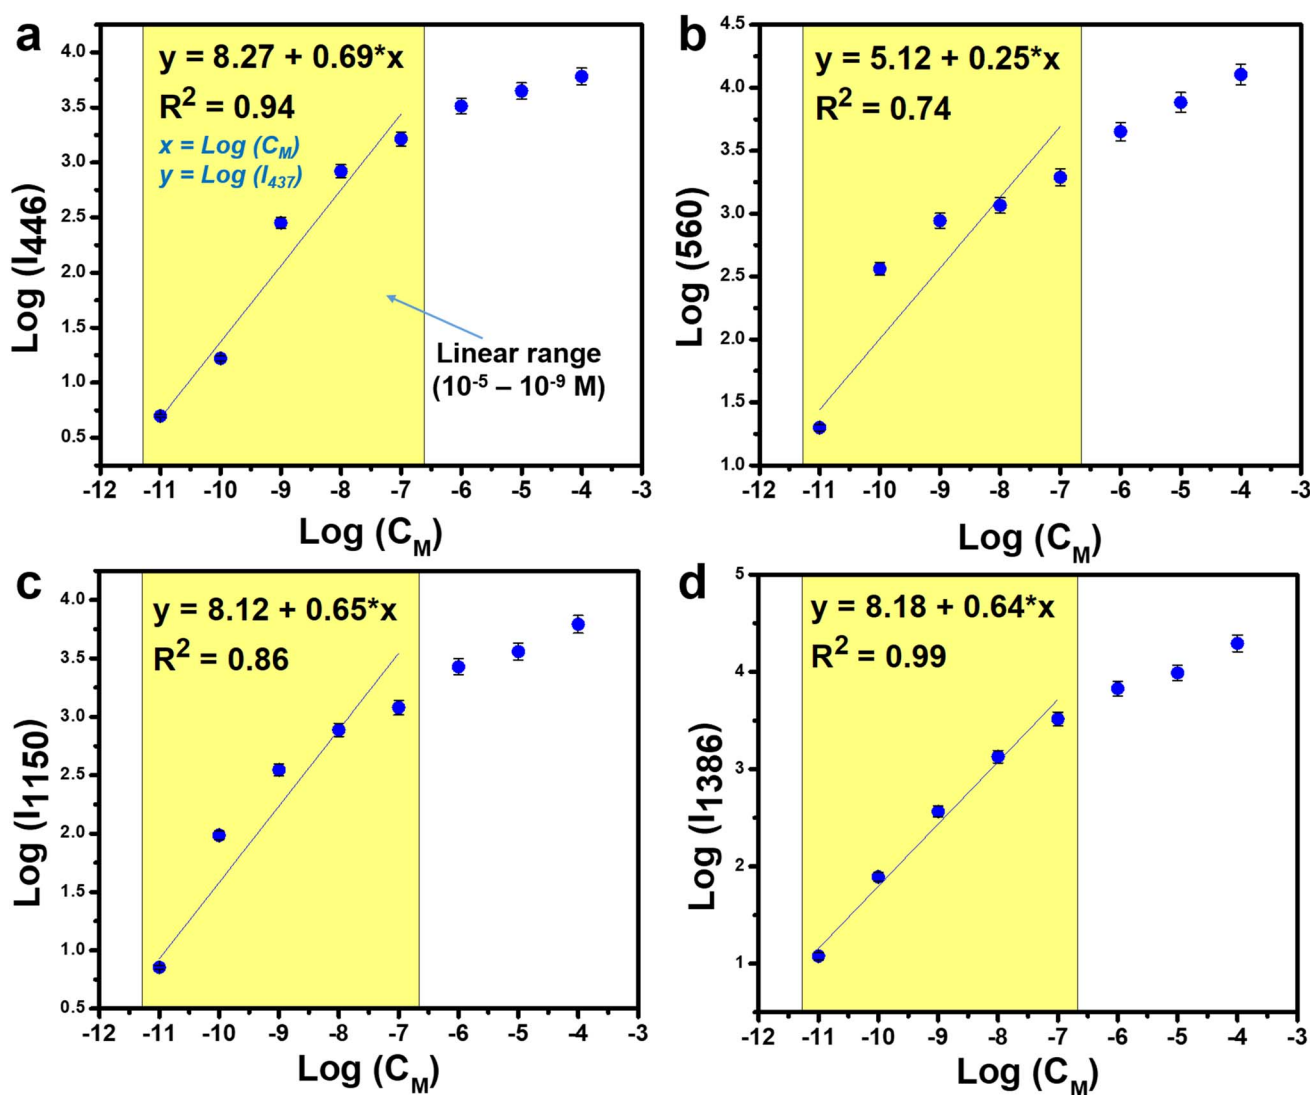 a
y = 8.27 + 0.69*x
R² = 0.94
x = Log (C_M)
y = Log (I_437)
Linear range
(10⁻⁵ – 10⁻⁹ M)
4.0
3.5
3.0
2.5
2.0
1.5
1.0
0.5
Log (I446)
-12 -11 -10 -9 -8 -7 -6 -5 -4 -3
Log (C_M)
b
y = 5.12 + 0.25*x
R² = 0.74
4.5
4.0
3.5
3.0
2.5
2.0
1.5
1.0
Log (560)
-12 -11 -10 -9 -8 -7 -6 -5 -4 -3
Log (C_M)
c
y = 8.12 + 0.65*x
R² = 0.86
4.0
3.5
3.0
2.5
2.0
1.5
1.0
0.5
Log (I1150)
-12 -11 -10 -9 -8 -7 -6 -5 -4 -3
Log (C_M)
d
y = 8.18 + 0.64*x
R² = 0.99
5
4
3
2
1
Log (I1386)
-12 -11 -10 -9 -8 -7 -6 -5 -4 -3
Log (C_M)